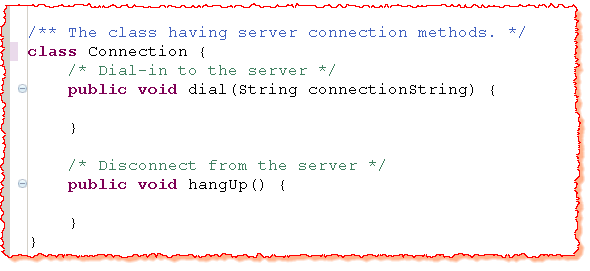 /** The class having server connection methods. */
class Connection {
    /* Dial-in to the server */
    public void dial(String connectionString) {

    }

    /* Disconnect from the server */
    public void hangUp() {

    }
}